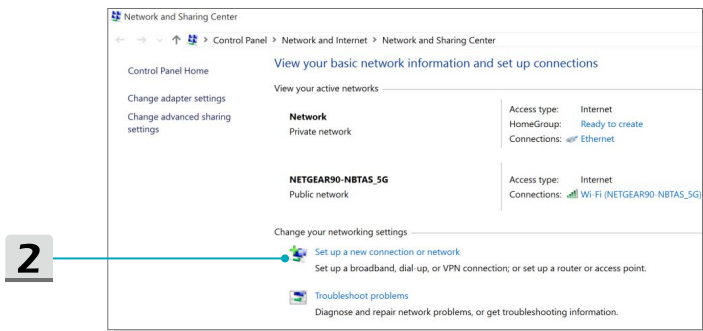 Network and Sharing Center
Control Panel > Network and Internet > Network and Sharing Center
Control Panel Home
Change adapter settings
Change advanced sharing
settings
View your basic network information and set up connections
View your active networks
Network
Private network
Access type: Internet
HomeGroup: Ready to create
Connections: Ethernet
NETGEAR90-NBTAS_5G
Public network
Access type: Internet
Connections: Wi-Fi (NETGEAR90-NBTAS_5G)
Change your networking settings
2
Set up a new connection or network
Set up a broadband, dial-up, or VPN connection; or set up a router or access point.
Troubleshoot problems
Diagnose and repair network problems, or get troubleshooting information.